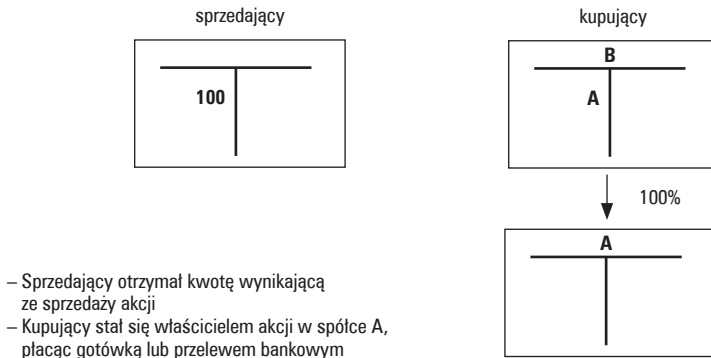 sprzedający
kupujący
100
B
A
100%
A
– Sprzedający otrzymał kwotę wynikającą
ze sprzedaży akcji
– Kupujący stał się właścicielem akcji w spółce A,
płacąc gotówką lub przelewem bankowym